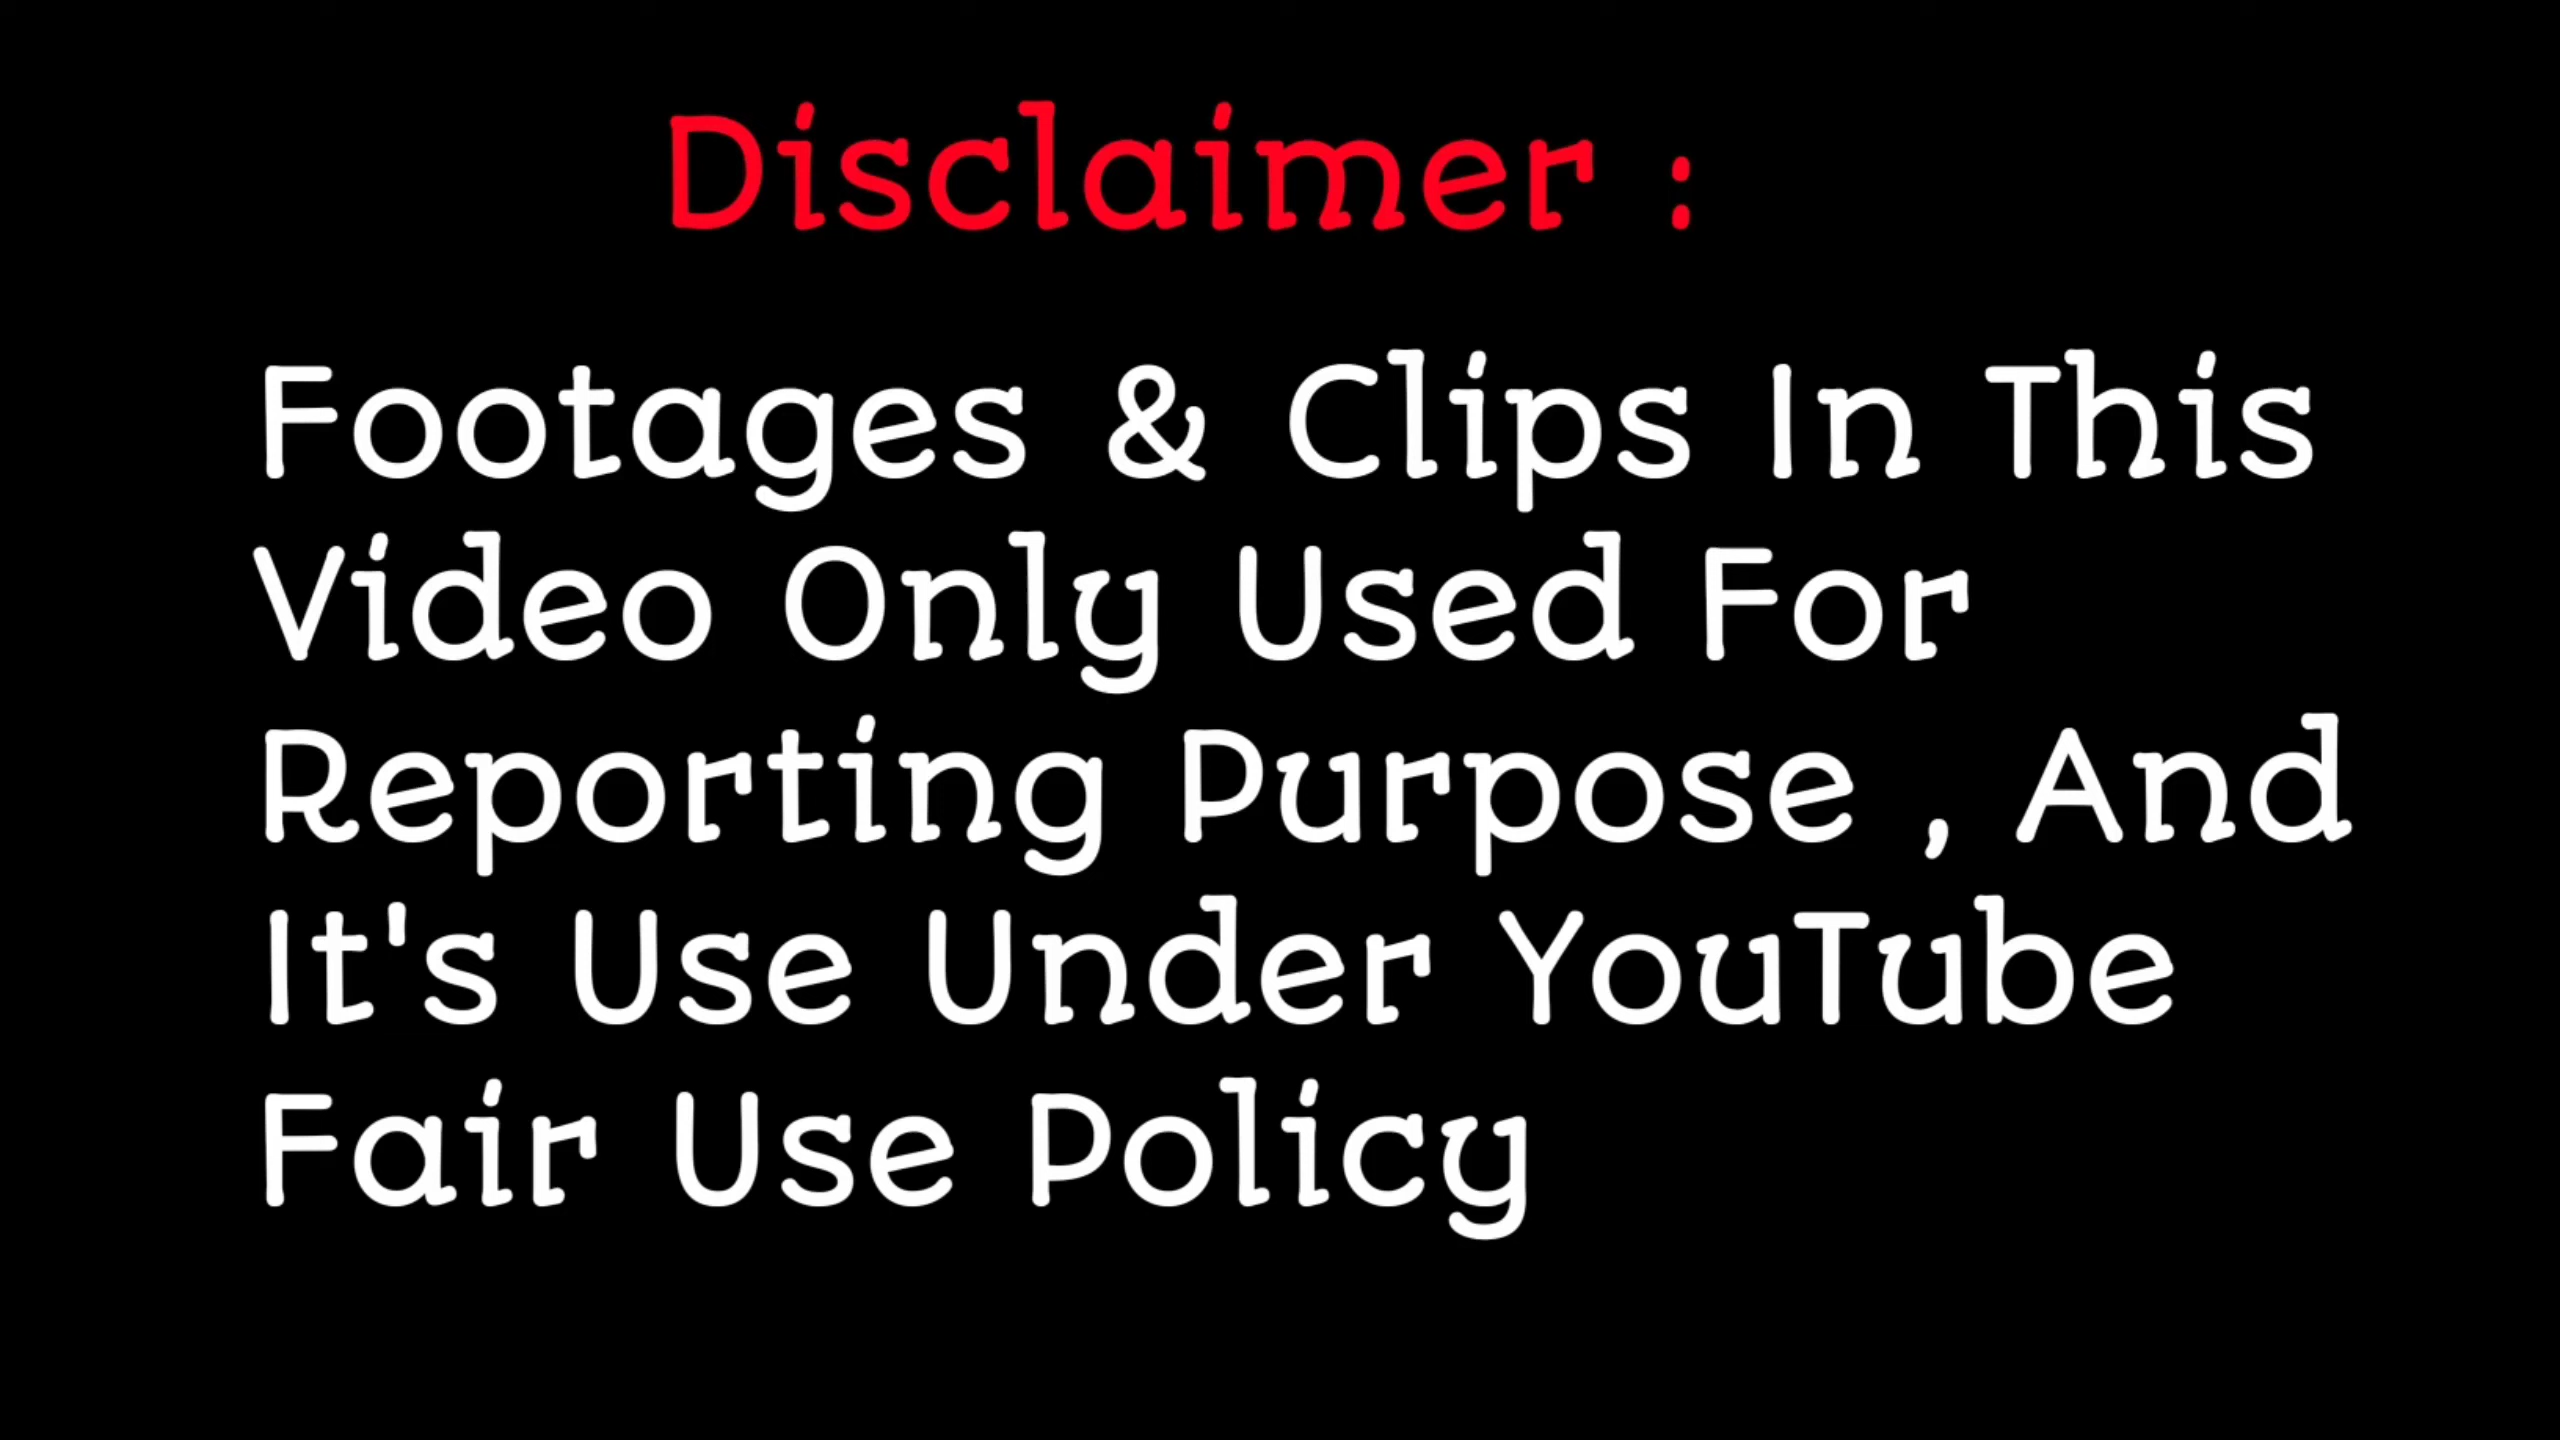 Disclaimer :
Footages & Clips In This
Video Only Used For
Reporting Purpose , And
It's Use Under YouTube
Fair Use Policy